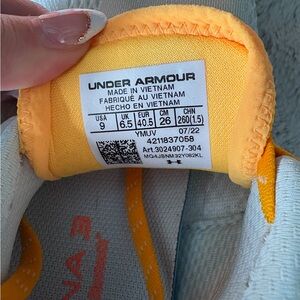 UNDER ARMOUR
MADE IN VIETNAM
FABRIQUÉ AU VIETNAM
HECHO EN VIETNAM
USA UK EUR CM CHN
9 6.5 40.5 26 260(1.5)
YMUV 07/22
4211837058
Art.3024907-304